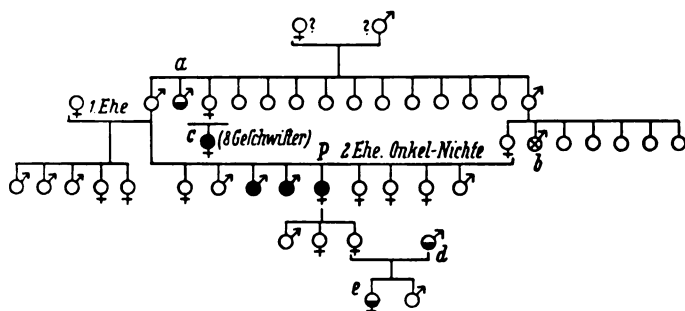 ? ?
a
1. Ehe
c (8 Geſchwiſter)
P 2 Ehe. Onkel-Nichte
b
d
e